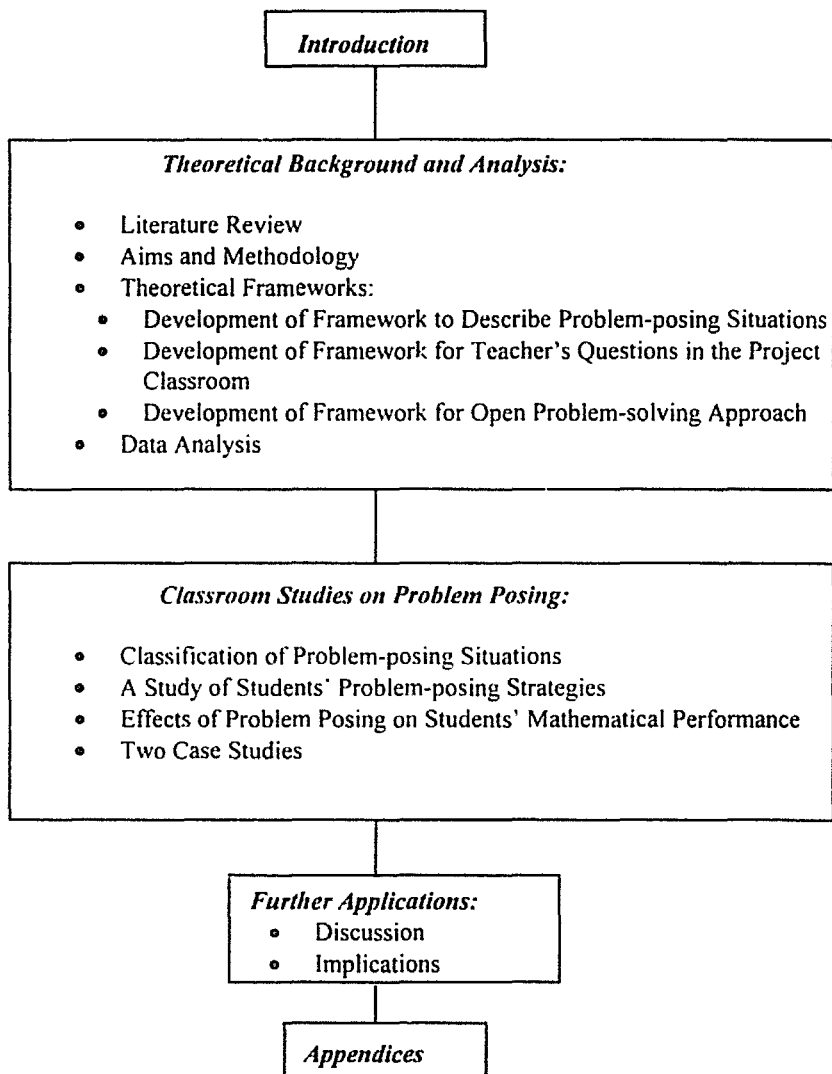 Introduction
Theoretical Background and Analysis:
• Literature Review
• Aims and Methodology
• Theoretical Frameworks:
• Development of Framework to Describe Problem-posing Situations
• Development of Framework for Teacher's Questions in the Project
Classroom
• Development of Framework for Open Problem-solving Approach
• Data Analysis
Classroom Studies on Problem Posing:
• Classification of Problem-posing Situations
• A Study of Students' Problem-posing Strategies
• Effects of Problem Posing on Students' Mathematical Performance
• Two Case Studies
Further Applications:
• Discussion
• Implications
Appendices